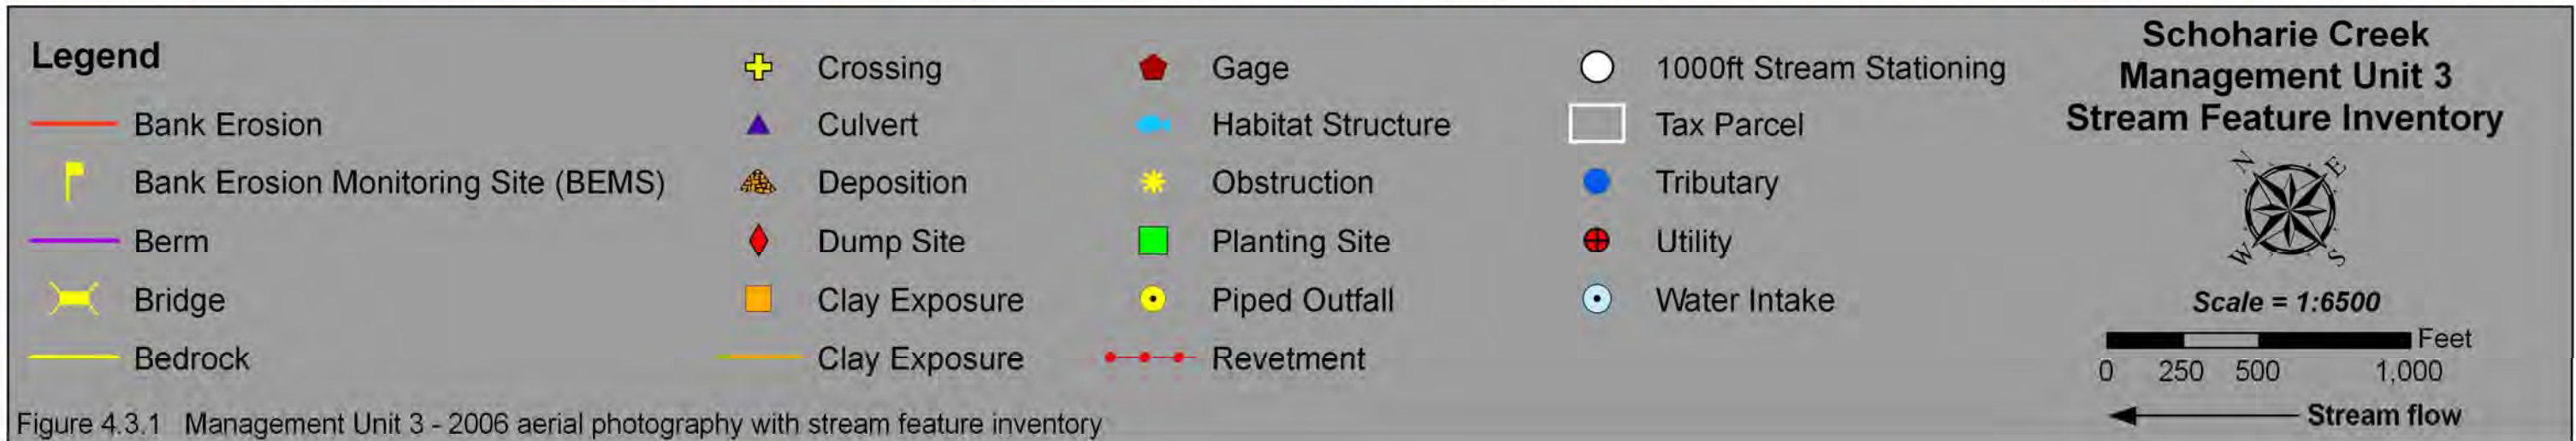 Legend
Bank Erosion
Bank Erosion Monitoring Site (BEMS)
Berm
Bridge
Bedrock
Crossing
Culvert
Deposition
Dump Site
Clay Exposure
Clay Exposure
Gage
Habitat Structure
Obstruction
Planting Site
Piped Outfall
Revetment
1000ft Stream Stationing
Tax Parcel
Tributary
Utility
Water Intake
Schoharie Creek
Management Unit 3
Stream Feature Inventory
N E
W S
Scale = 1:6500
Feet
0 250 500 1,000
Stream flow
Figure 4.3.1 Management Unit 3 - 2006 aerial photography with stream feature inventory